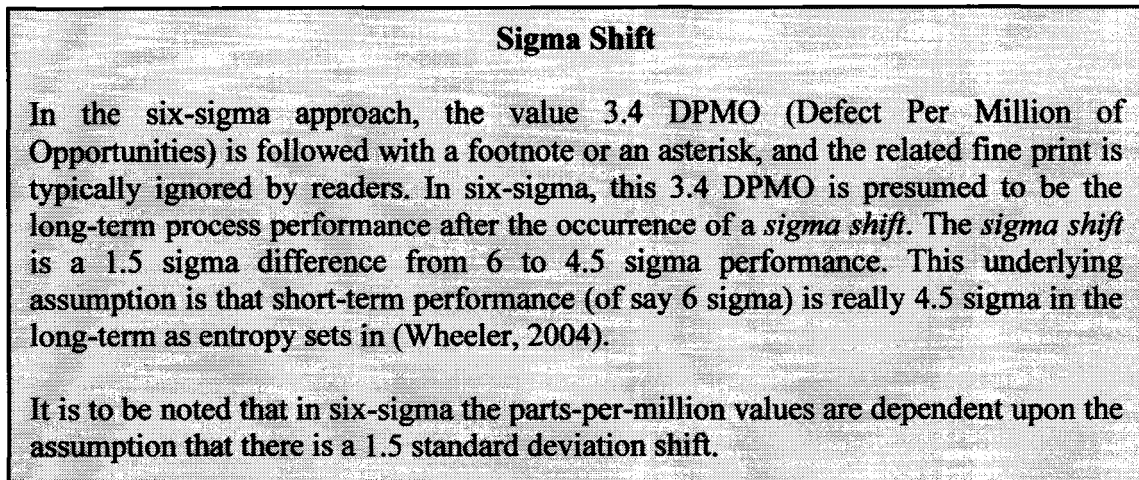 Sigma Shift
In the six-sigma approach, the value 3.4 DPMO (Defect Per Million of
Opportunities) is followed with a footnote or an asterisk, and the related fine print is
typically ignored by readers. In six-sigma, this 3.4 DPMO is presumed to be the
long-term process performance after the occurrence of a sigma shift. The sigma shift
is a 1.5 sigma difference from 6 to 4.5 sigma performance. This underlying
assumption is that short-term performance (of say 6 sigma) is really 4.5 sigma in the
long-term as entropy sets in (Wheeler, 2004).
It is to be noted that in six-sigma the parts-per-million values are dependent upon the
assumption that there is a 1.5 standard deviation shift.